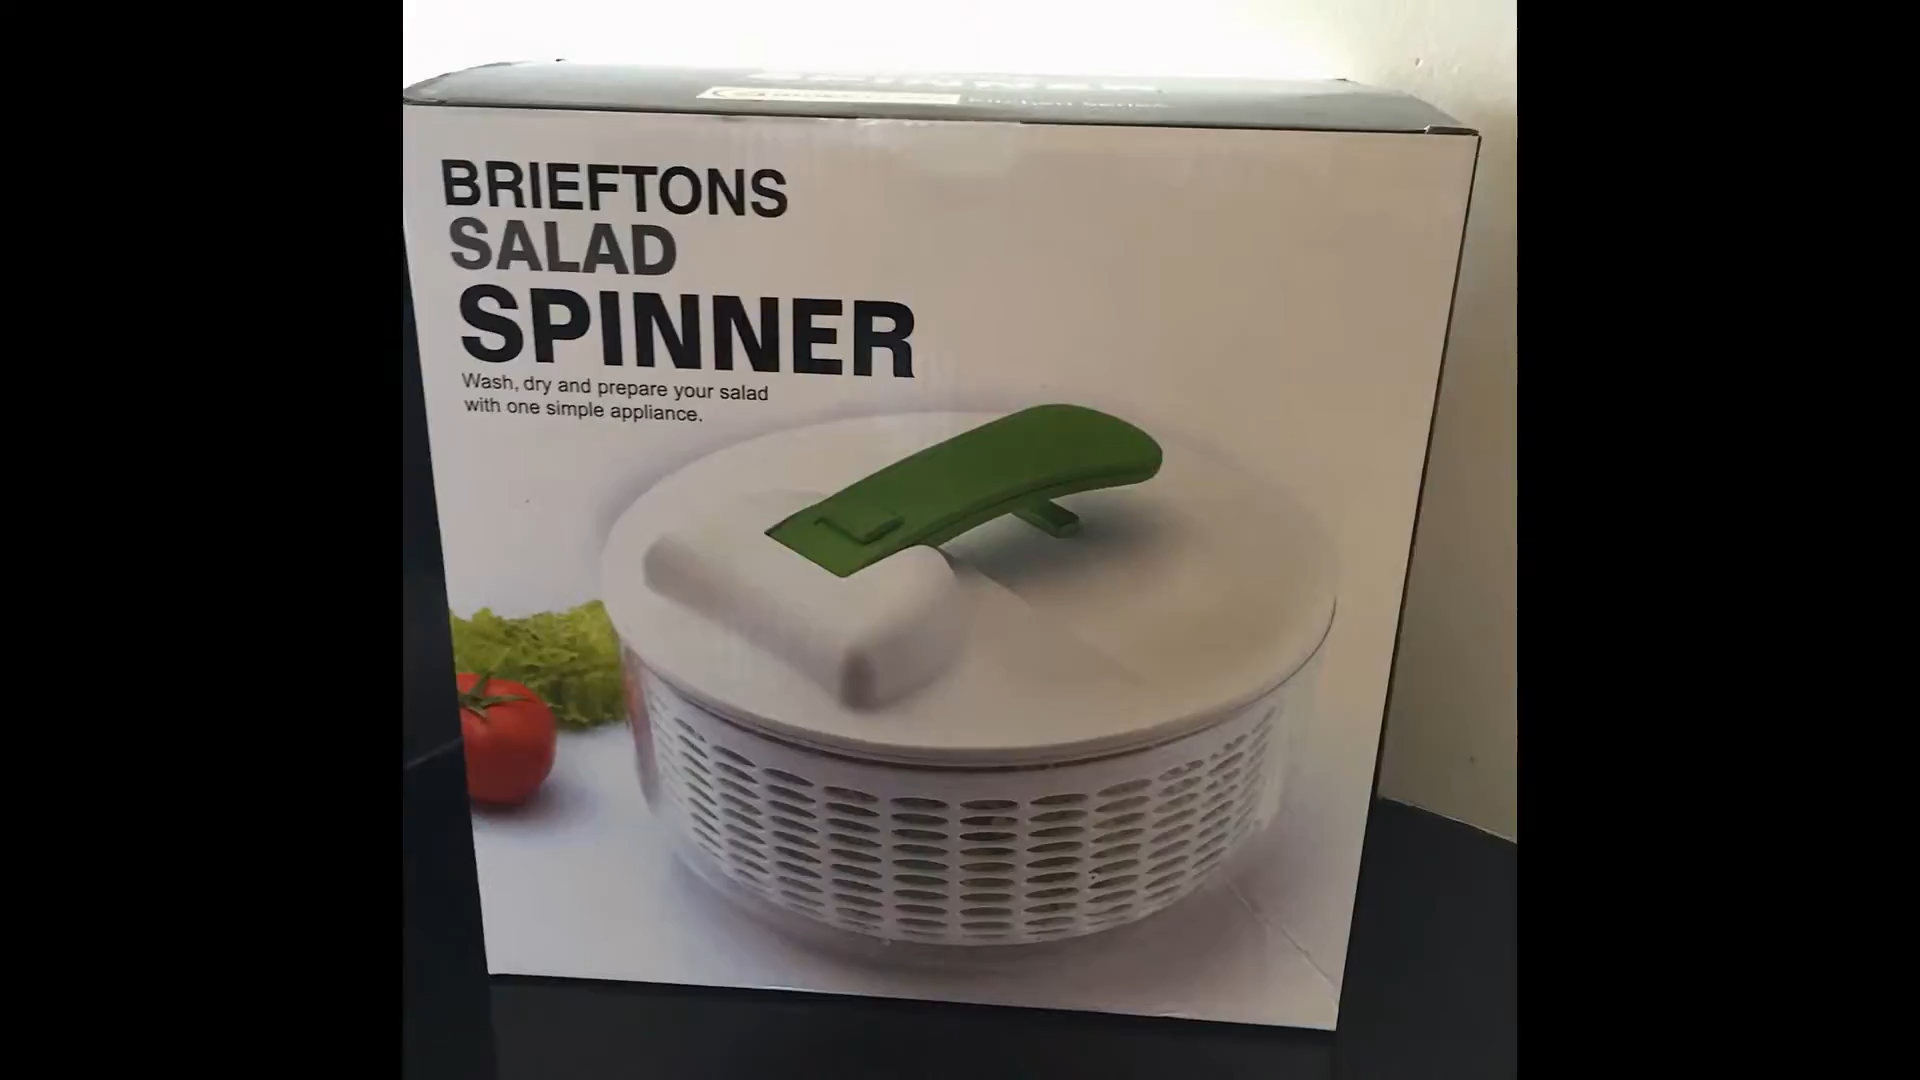 BRIEFTONS
SALAD
SPINNER
Wash, dry and prepare your salad
with one simple appliance.